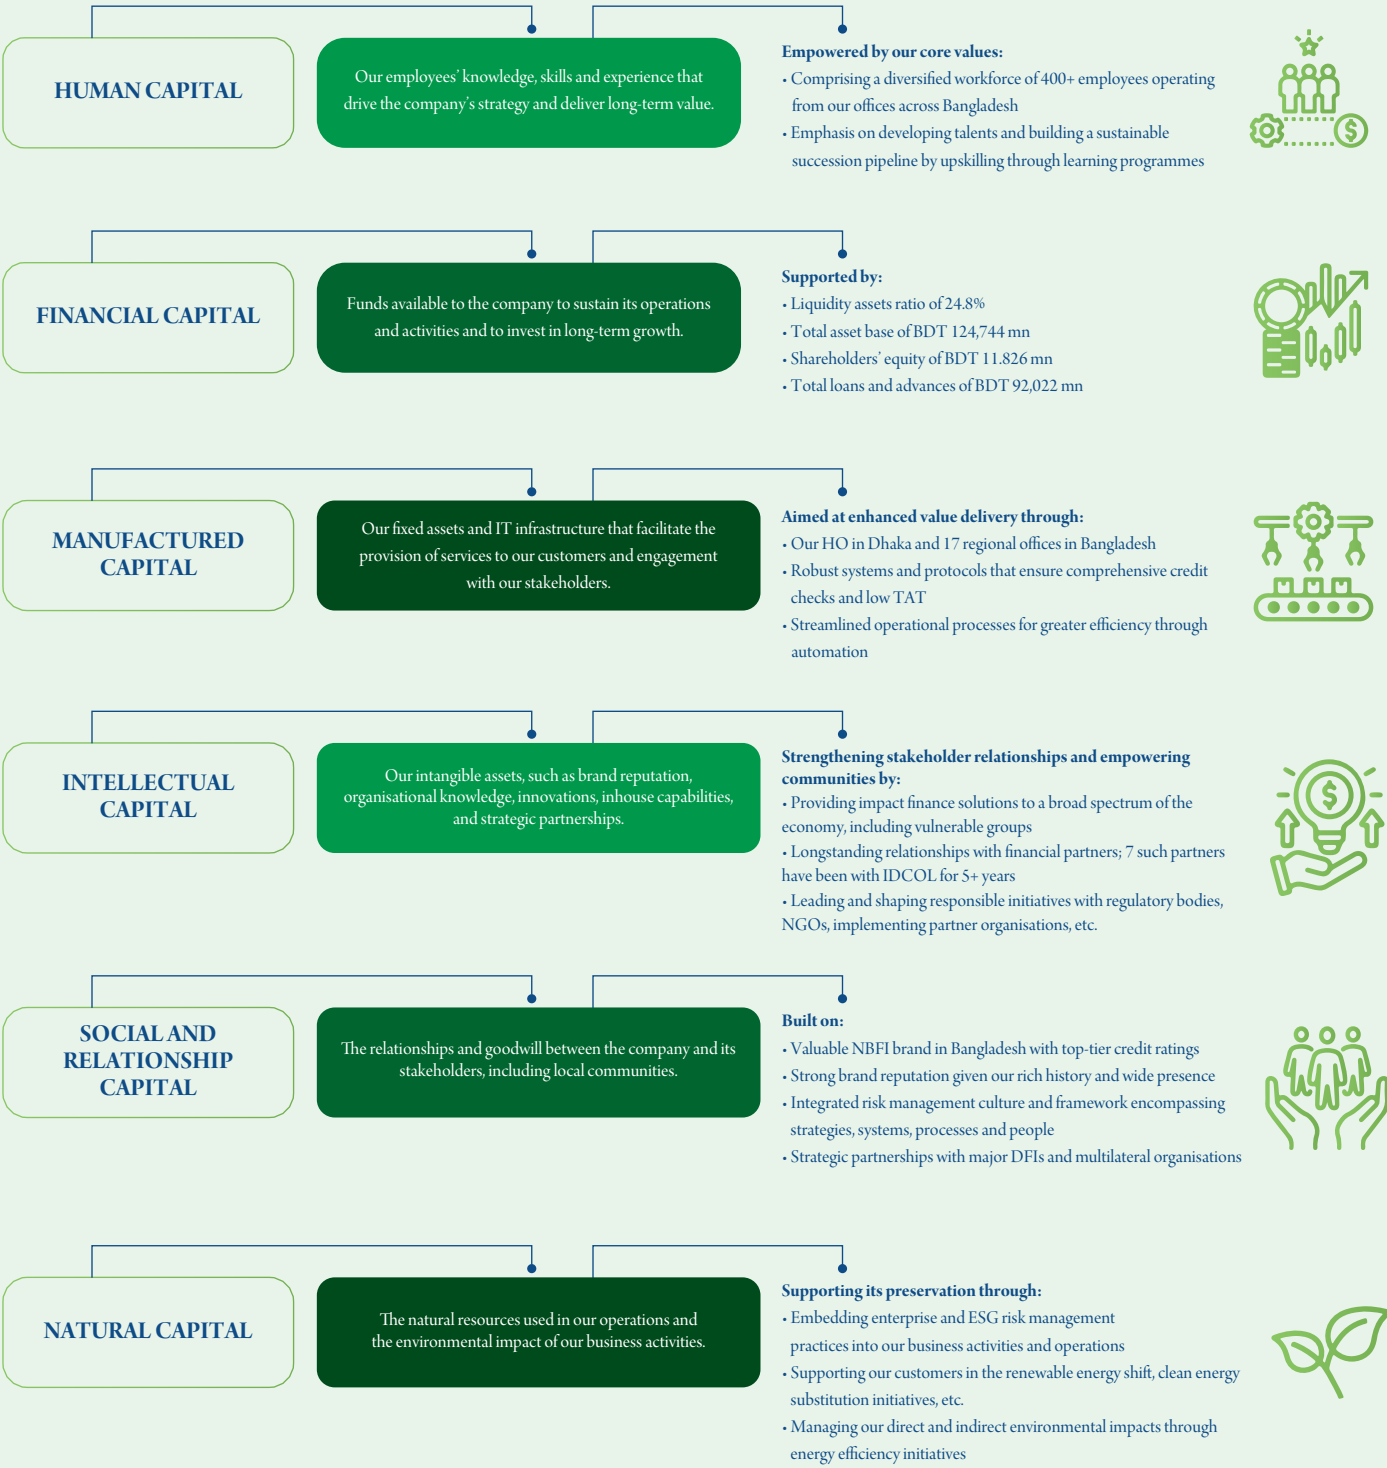 HUMAN CAPITAL
Our employees’ knowledge, skills and experience that
drive the company’s strategy and deliver long-term value.
Empowered by our core values:
• Comprising a diversified workforce of 400+ employees operating
from our offices across Bangladesh
• Emphasis on developing talents and building a sustainable
succession pipeline by upskilling through learning programmes
FINANCIAL CAPITAL
Funds available to the company to sustain its operations
and activities and to invest in long-term growth.
Supported by:
• Liquidity assets ratio of 24.8%
• Total asset base of BDT 124,744 mn
• Shareholders’ equity of BDT 11.826 mn
• Total loans and advances of BDT 92,022 mn
MANUFACTURED
CAPITAL
Our fixed assets and IT infrastructure that facilitate the
provision of services to our customers and engagement
with our stakeholders.
Aimed at enhanced value delivery through:
• Our HO in Dhaka and 17 regional offices in Bangladesh
• Robust systems and protocols that ensure comprehensive credit
checks and low TAT
• Streamlined operational processes for greater efficiency through
automation
INTELLECTUAL
CAPITAL
Our intangible assets, such as brand reputation,
organisational knowledge, innovations, inhouse capabilities,
and strategic partnerships.
Strengthening stakeholder relationships and empowering
communities by:
• Providing impact finance solutions to a broad spectrum of the
economy, including vulnerable groups
• Longstanding relationships with financial partners; 7 such partners
have been with IDCOL for 5+ years
• Leading and shaping responsible initiatives with regulatory bodies,
NGOs, implementing partner organisations, etc.
SOCIAL AND
RELATIONSHIP
CAPITAL
The relationships and goodwill between the company and its
stakeholders, including local communities.
Built on:
• Valuable NBFI brand in Bangladesh with top-tier credit ratings
• Strong brand reputation given our rich history and wide presence
• Integrated risk management culture and framework encompassing
strategies, systems, processes and people
• Strategic partnerships with major DFIs and multilateral organisations
NATURAL CAPITAL
The natural resources used in our operations and
the environmental impact of our business activities.
Supporting its preservation through:
• Embedding enterprise and ESG risk management
practices into our business activities and operations
• Supporting our customers in the renewable energy shift, clean energy
substitution initiatives, etc.
• Managing our direct and indirect environmental impacts through
energy efficiency initiatives